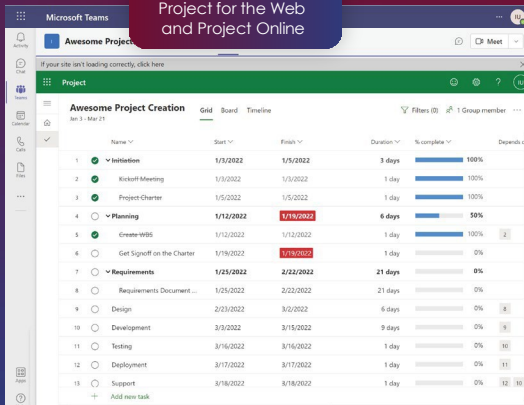 Project for the Web
and Project Online
Microsoft Teams
IU
Activity
Chat
Teams
Calendar
Calls
Files
Apps
Awesome Projec
Meet
If your site isn't loading correctly, click here
Project
?
IU
Awesome Project Creation
Jan 3 - Mar 21
Grid Board Timeline
Filters (0) 1 Group member ...
Name Start Finish Duration % complete Depends o
1 Initiation 1/3/2022 1/5/2022 3 days 100%
2 Kickoff Meeting 1/3/2022 1/3/2022 1 day 100%
3 Project Charter 1/5/2022 1/5/2022 1 day 100%
4 Planning 1/12/2022 1/19/2022 6 days 50%
5 Create WBS 1/12/2022 1/12/2022 1 day 100% 2
6 Get Signoff on the Charter 1/19/2022 1/19/2022 1 day 0%
7 Requirements 1/25/2022 2/22/2022 21 days 0%
8 Requirements Document ... 1/25/2022 2/22/2022 21 days 0%
9 Design 2/23/2022 3/2/2022 6 days 0% 8
10 Development 3/3/2022 3/15/2022 9 days 0% 9
11 Testing 3/16/2022 3/16/2022 1 day 0% 10
12 Deployment 3/17/2022 3/17/2022 1 day 0% 11
13 Support 3/18/2022 3/18/2022 1 day 0% 12 10
+ Add new task